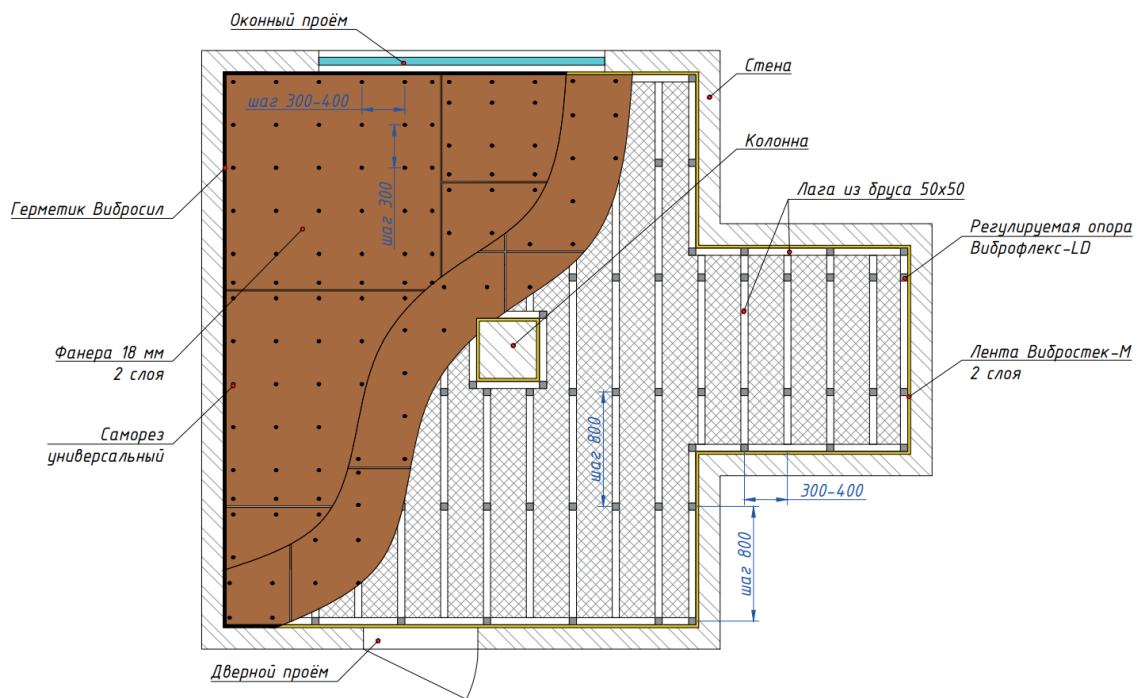 Оконный проём
Стена
шаг 300-400
Колонна
Лага из бруса 50х50
Герметик Вибросил
шаг 300
Регулируемая опора
Виброфлекс-LD
Фанера 18 мм
2 слоя
Лента Вибростек-М
2 слоя
Саморез
универсальный
шаг 800
300-400
шаг 800
Дверной проём